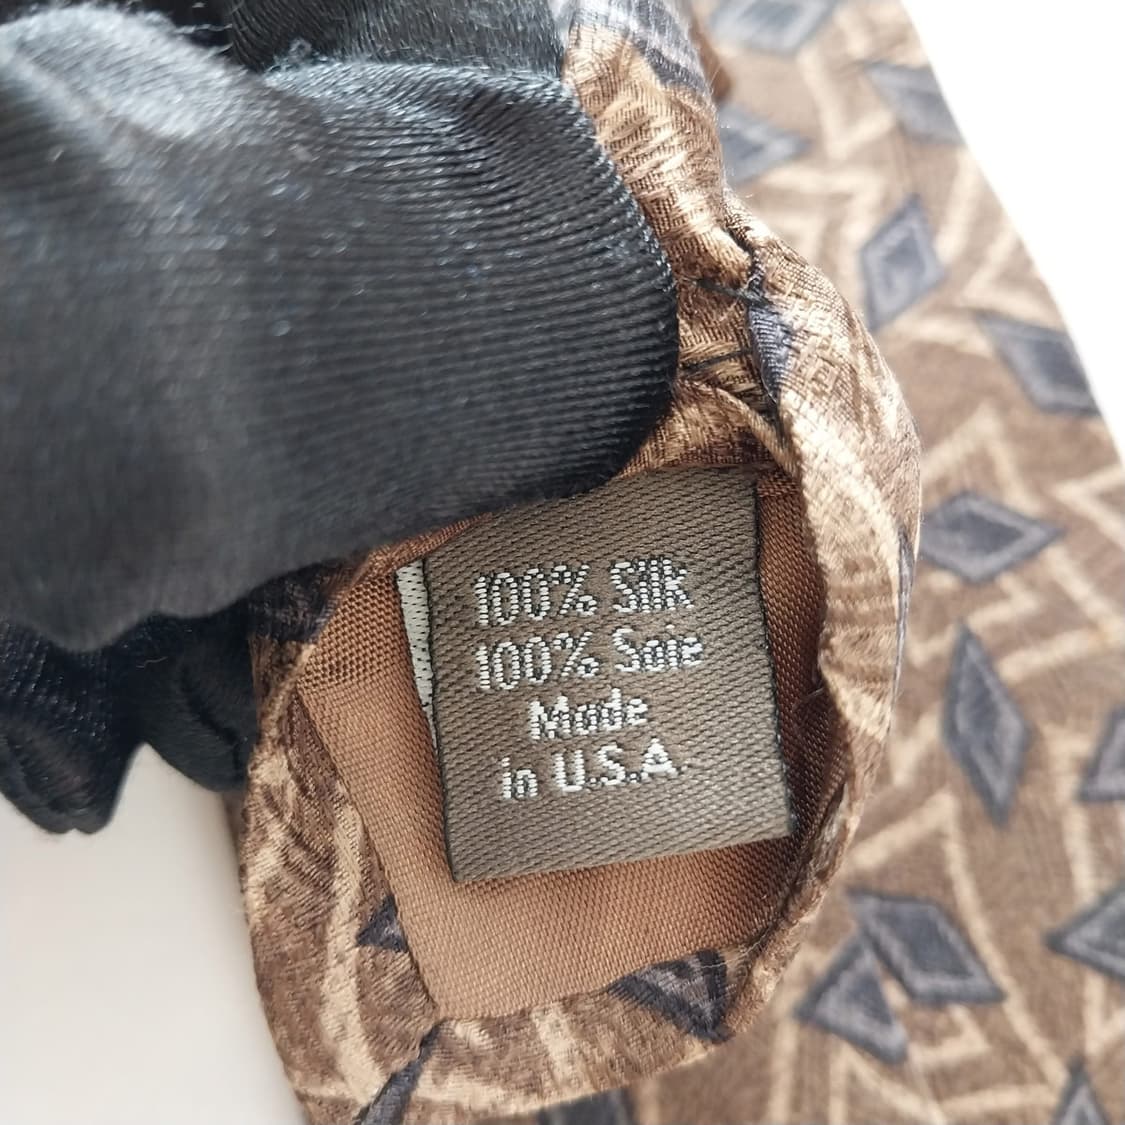 100% Silk
100% Soie
Made
in U.S.A.